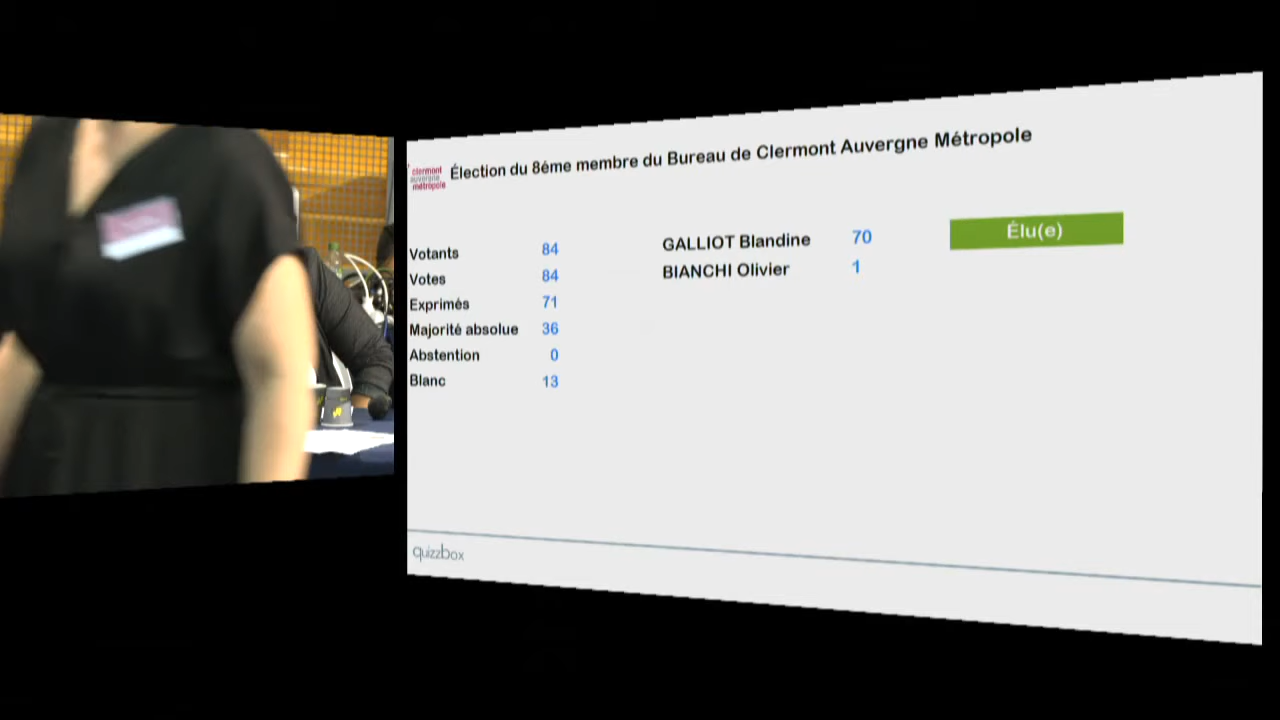 clermont
auvergne
métropole
Élection du 8éme membre du Bureau de Clermont Auvergne Métropole
Votants 84
Votes 84
Exprimés 71
Majorité absolue 36
Abstention 0
Blanc 13
GALLIOT Blandine 70 Élu(e)
BIANCHI Olivier 1
quizzbox